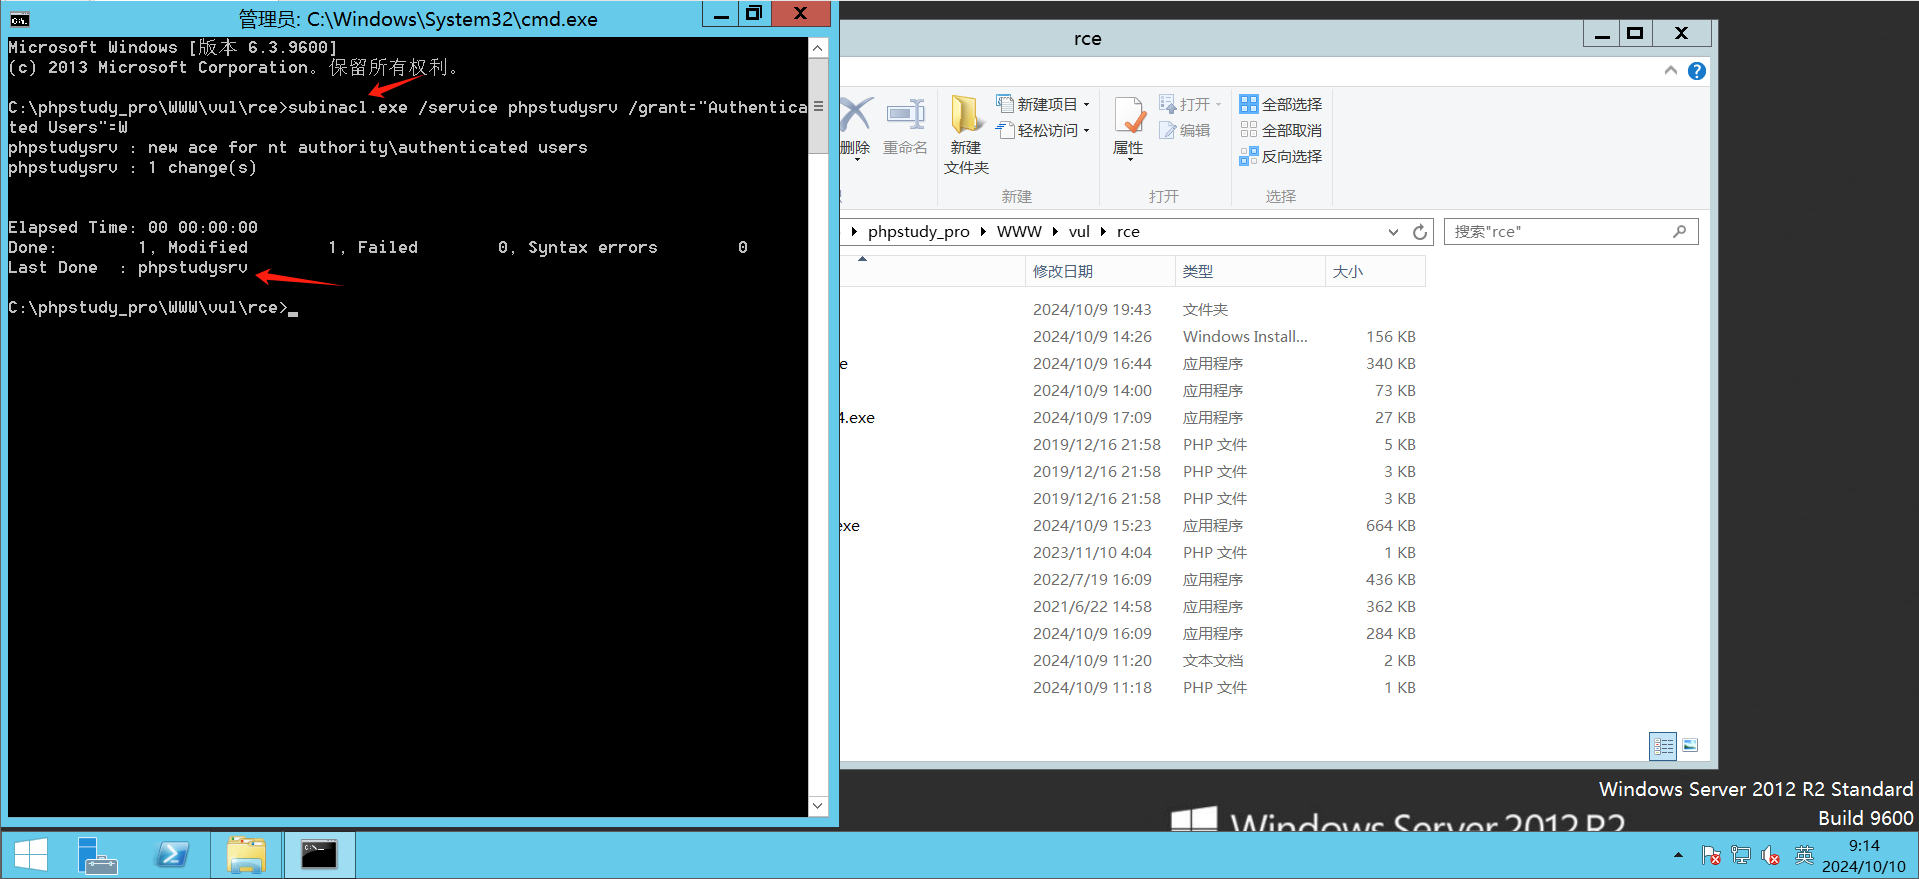 管理员: C:\Windows\System32\cmd.exe
Microsoft Windows [版本 6.3.9600]
(c) 2013 Microsoft Corporation。保留所有权利。
C:\phpstudy_pro\WWW\vul\rce>subinacl.exe /service phpstudysrv /grant="Authentica
ted Users"=W
phpstudysrv : new ace for nt authority\authenticated users
phpstudysrv : 1 change(s)
Elapsed Time: 00 00:00:00
Done: 1, Modified 1, Failed 0, Syntax errors 0
Last Done : phpstudysrv
C:\phpstudy_pro\WWW\vul\rce>
rce
删除
重命名
新建
文件夹
新建项目
轻松访问
新建
属性
打开
编辑
打开
全部选择
全部取消
反向选择
选择
phpstudy_pro
WWW
vul
rce
搜索"rce"
修改日期 类型 大小
2024/10/9 19:43 文件夹
2024/10/9 14:26 Windows Install... 156 KB
e 2024/10/9 16:44 应用程序 340 KB
2024/10/9 14:00 应用程序 73 KB
4.exe 2024/10/9 17:09 应用程序 27 KB
2019/12/16 21:58 PHP 文件 5 KB
2019/12/16 21:58 PHP 文件 3 KB
2019/12/16 21:58 PHP 文件 3 KB
exe 2024/10/9 15:23 应用程序 664 KB
2023/11/10 4:04 PHP 文件 1 KB
2022/7/19 16:09 应用程序 436 KB
2021/6/22 14:58 应用程序 362 KB
2024/10/9 16:09 应用程序 284 KB
2024/10/9 11:20 文本文档 2 KB
2024/10/9 11:18 PHP 文件 1 KB
Windows Server 2012 R2 Standard
Build 9600
Windows Server 2012 R2
英
9:14
2024/10/10